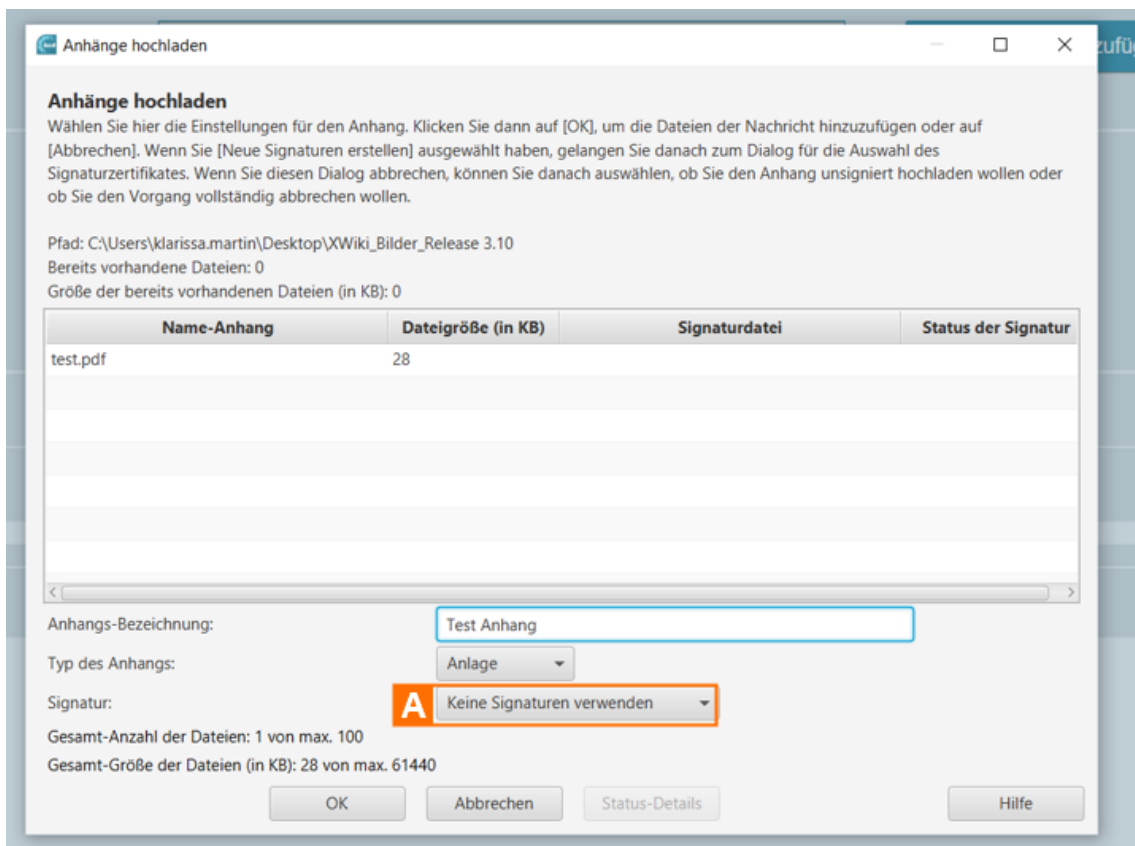 Anhänge hochladen
zufüg
Anhänge hochladen
Wählen Sie hier die Einstellungen für den Anhang. Klicken Sie dann auf [OK], um die Dateien der Nachricht hinzuzufügen oder auf
[Abbrechen]. Wenn Sie [Neue Signaturen erstellen] ausgewählt haben, gelangen Sie danach zum Dialog für die Auswahl des
Signaturzertifikates. Wenn Sie diesen Dialog abbrechen, können Sie danach auswählen, ob Sie den Anhang unsigniert hochladen wollen oder
ob Sie den Vorgang vollständig abbrechen wollen.
Pfad: C:\Users\klarissa.martin\Desktop\XWiki_Bilder_Release 3.10
Bereits vorhandene Dateien: 0
Größe der bereits vorhandenen Dateien (in KB): 0
Name-Anhang Dateigröße (in KB) Signaturdatei Status der Signatur
test.pdf 28
Anhangs-Bezeichnung: Test Anhang
Typ des Anhangs: Anlage
Signatur: A Keine Signaturen verwenden
Gesamt-Anzahl der Dateien: 1 von max. 100
Gesamt-Größe der Dateien (in KB): 28 von max. 61440
OK Abbrechen Status-Details Hilfe